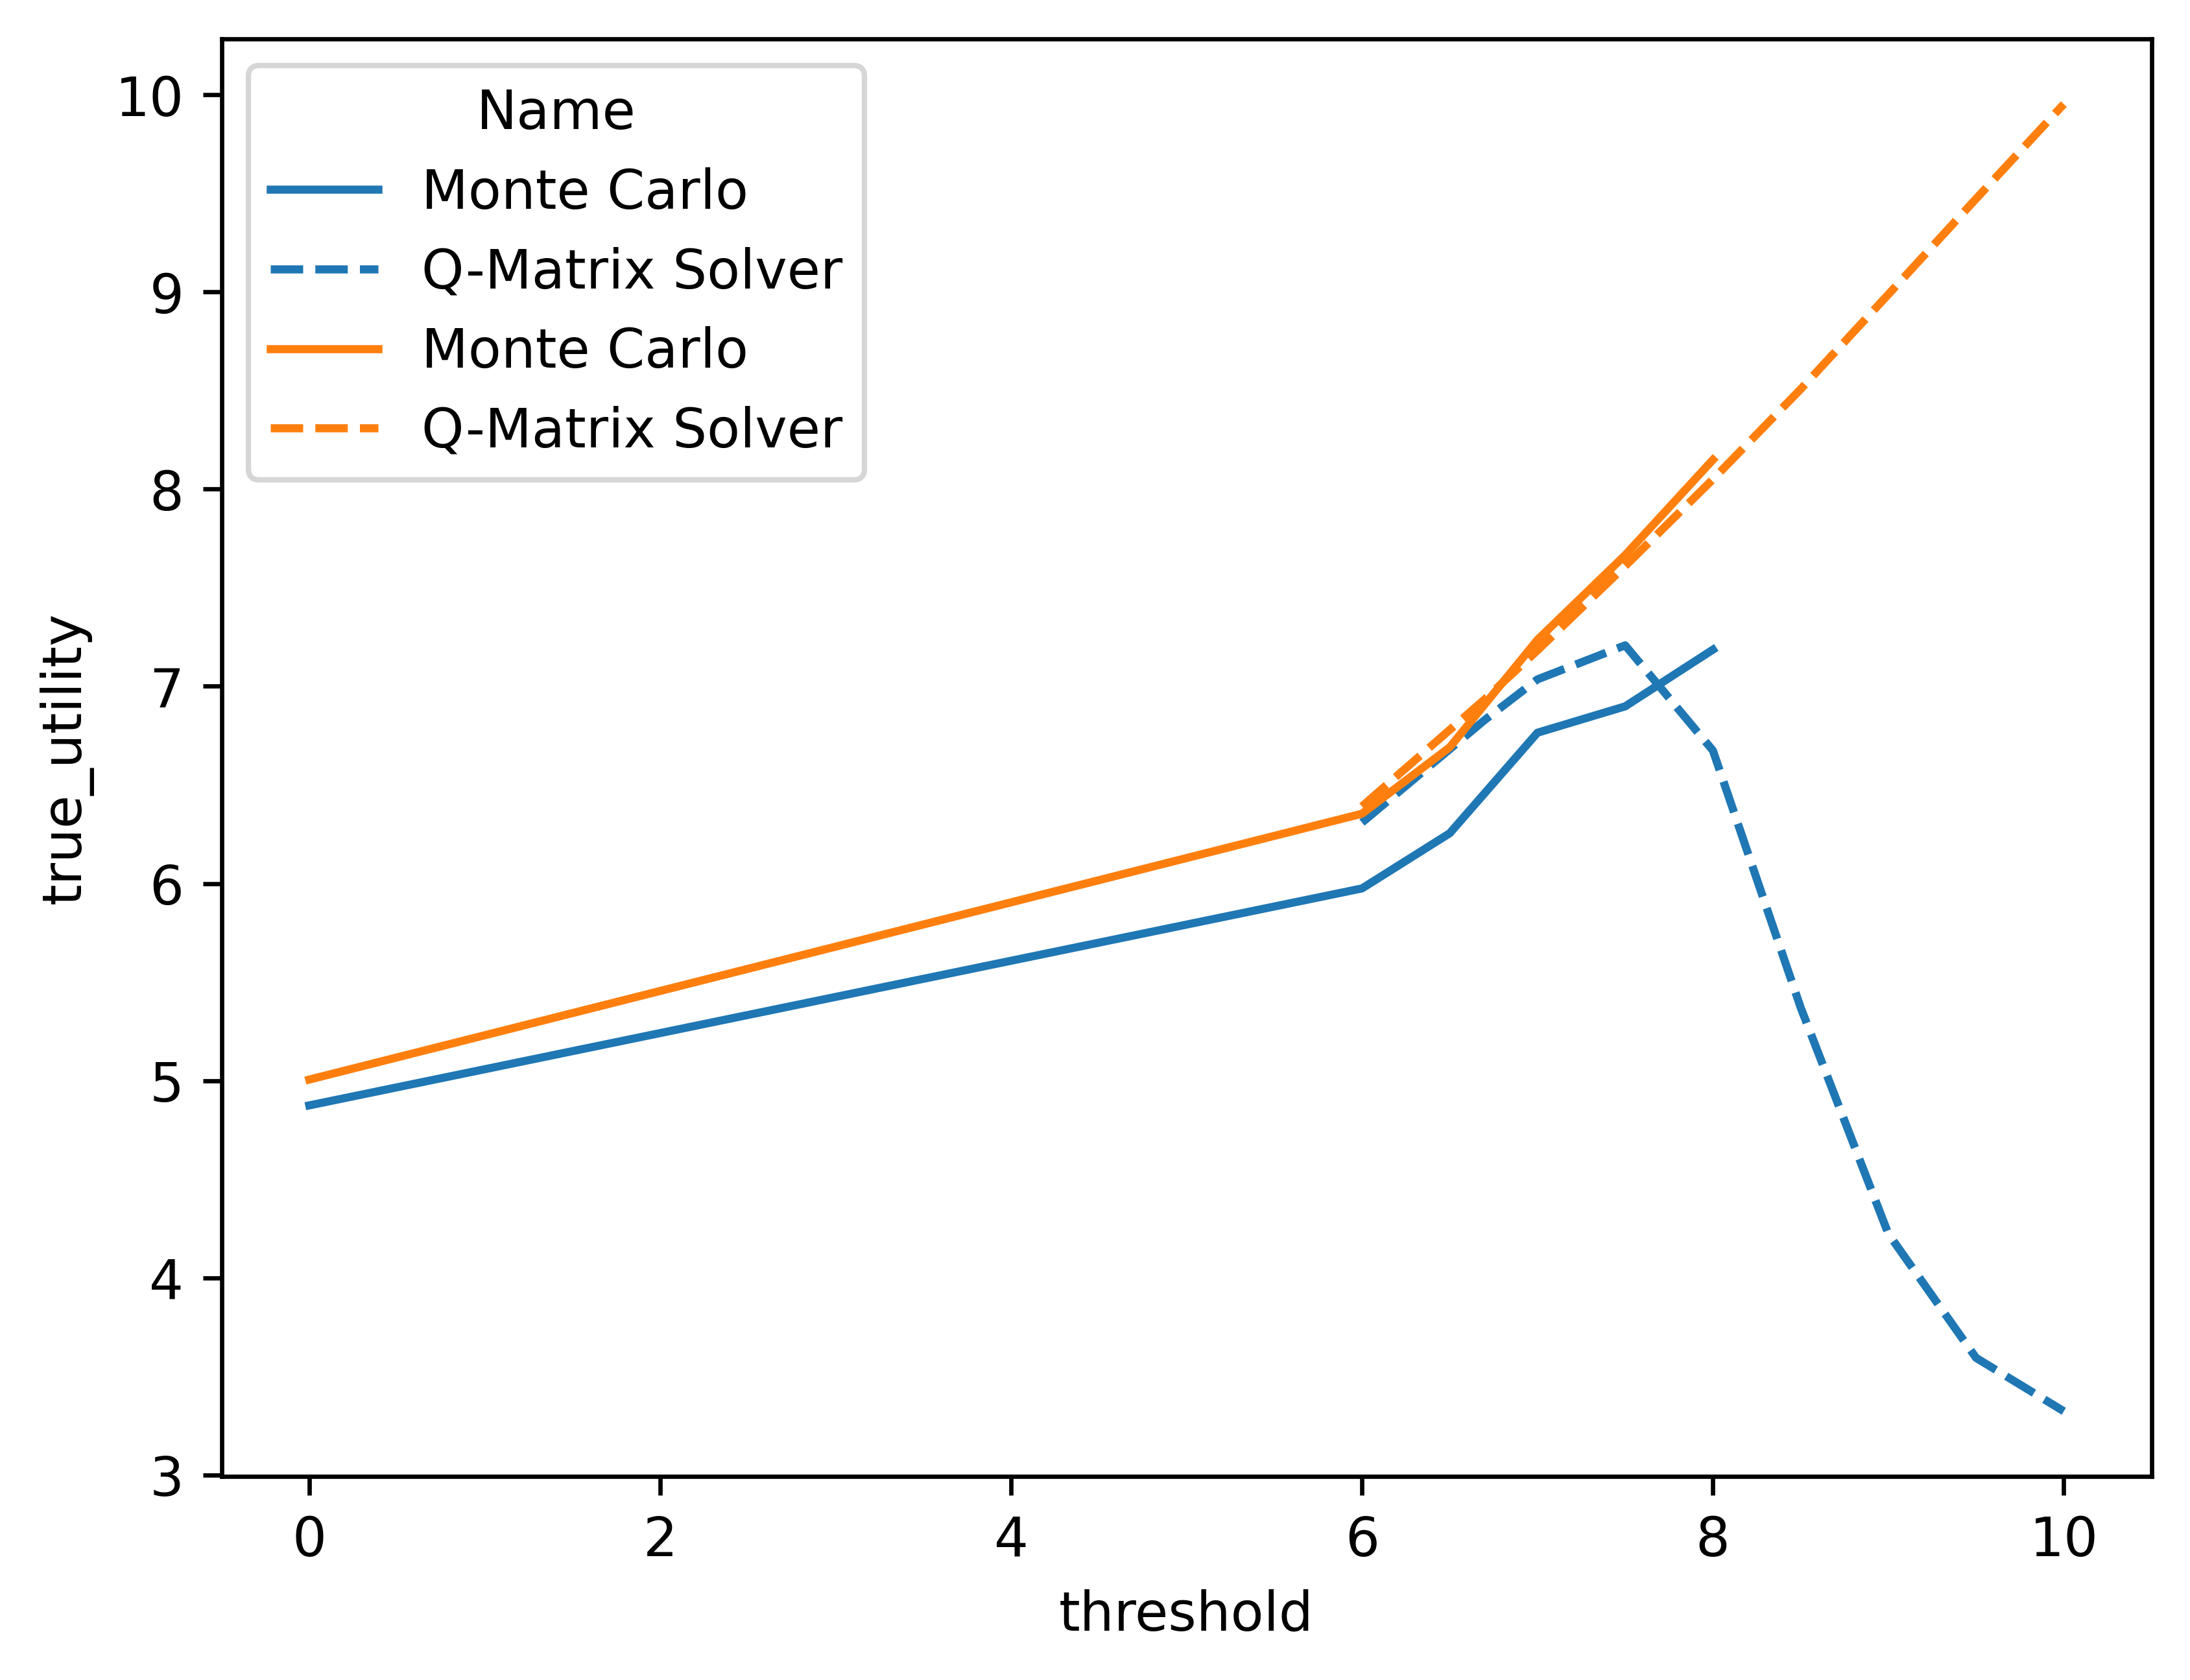 Name
Monte Carlo
Q-Matrix Solver
Monte Carlo
Q-Matrix Solver
true_utility
10
9
8
7
6
5
4
3
0 2 4 6 8 10
threshold